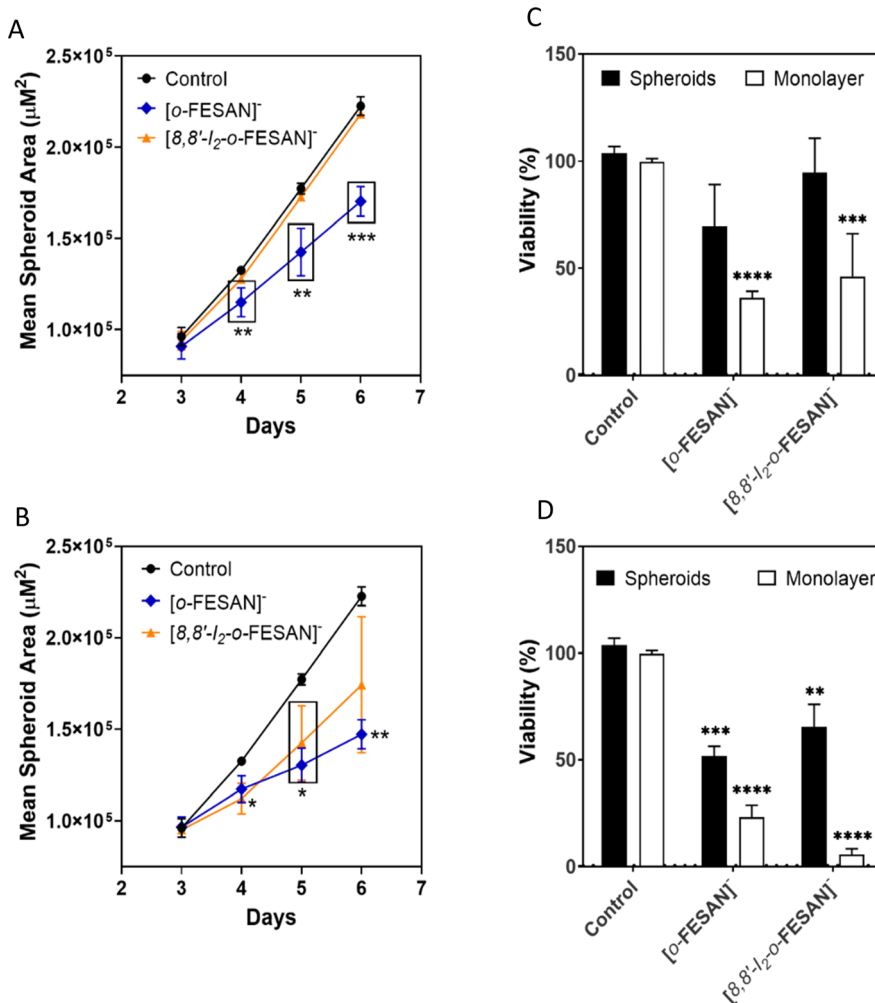 A
Mean Spheroid Area (μM²)
2.5×10⁵
2.0×10⁵
1.5×10⁵
1.0×10⁵
Control
[o-FESAN]⁻
[8,8'-I₂-o-FESAN]⁻
**
**
***
2 3 4 5 6 7
Days
C
Viability (%)
150
100
50
0
Spheroids Monolayer
****
***
Control
[o-FESAN]⁻
[8,8'-I₂-o-FESAN]⁻
B
Mean Spheroid Area (μM²)
2.5×10⁵
2.0×10⁵
1.5×10⁵
1.0×10⁵
Control
[o-FESAN]⁻
[8,8'-I₂-o-FESAN]⁻
*
*
**
2 3 4 5 6 7
Days
D
Viability (%)
150
100
50
0
Spheroids Monolayer
***
****
**
****
Control
[o-FESAN]⁻
[8,8'-I₂-o-FESAN]⁻